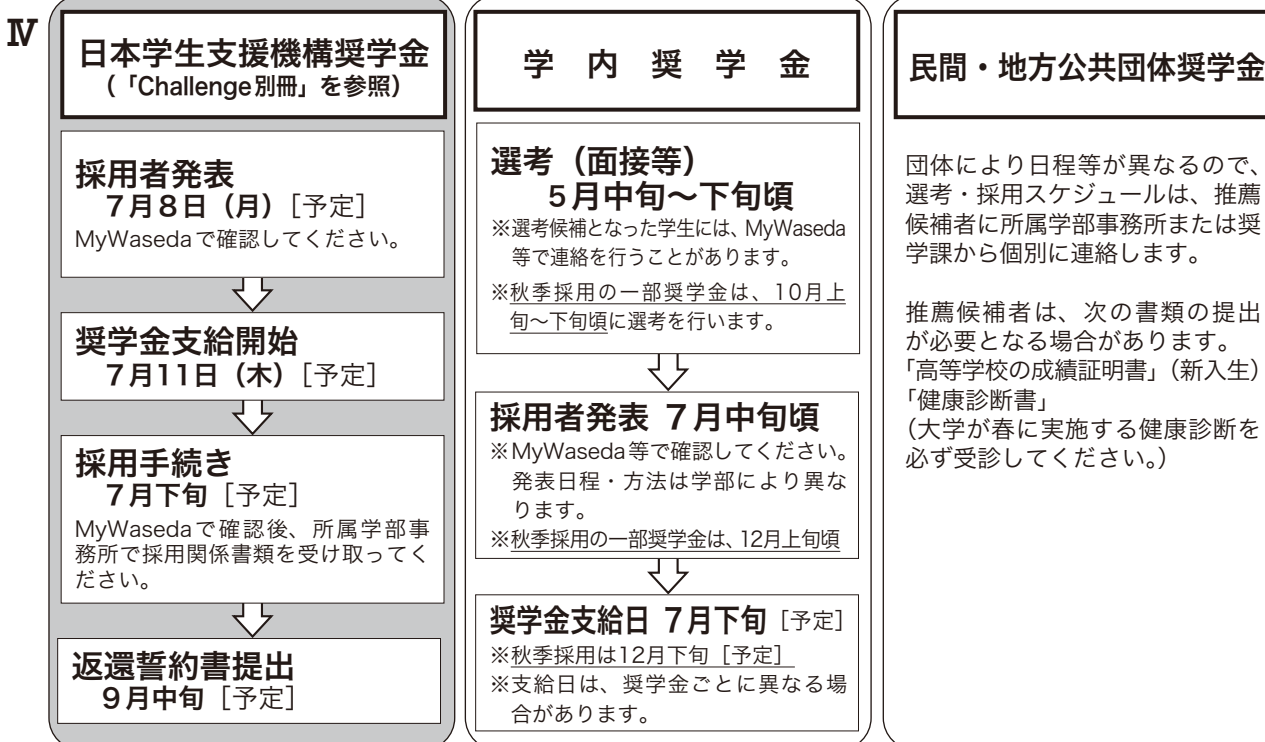 Ⅳ
日本学生支援機構奨学金
(「Challenge別冊」を参照)
採用者発表
7月8日(月)[予定]
MyWasedaで確認してください。
奨学金支給開始
7月11日(木)[予定]
採用手続き
7月下旬[予定]
MyWasedaで確認後、所属学部事
務所で採用関係書類を受け取ってく
ださい。
返還誓約書提出
9月中旬[予定]
学内奨学金
選考(面接等)
5月中旬~下旬頃
※選考候補となった学生には、MyWaseda
等で連絡を行うことがあります。
※秋季採用の一部奨学金は、10月上
旬~下旬頃に選考を行います。
採用者発表 7月中旬頃
※MyWaseda等で確認してください。
発表日程・方法は学部により異な
ります。
※秋季採用の一部奨学金は、12月上旬頃
奨学金支給日 7月下旬[予定]
※秋季採用は12月下旬[予定]
※支給日は、奨学金ごとに異なる場
合があります。
民間・地方公共団体奨学金
団体により日程等が異なるので、
選考・採用スケジュールは、推薦
候補者に所属学部事務所または奨
学課から個別に連絡します。
推薦候補者は、次の書類の提出
が必要となる場合があります。
「高等学校の成績証明書」(新入生)
「健康診断書」
(大学が春に実施する健康診断を
必ず受診してください。)